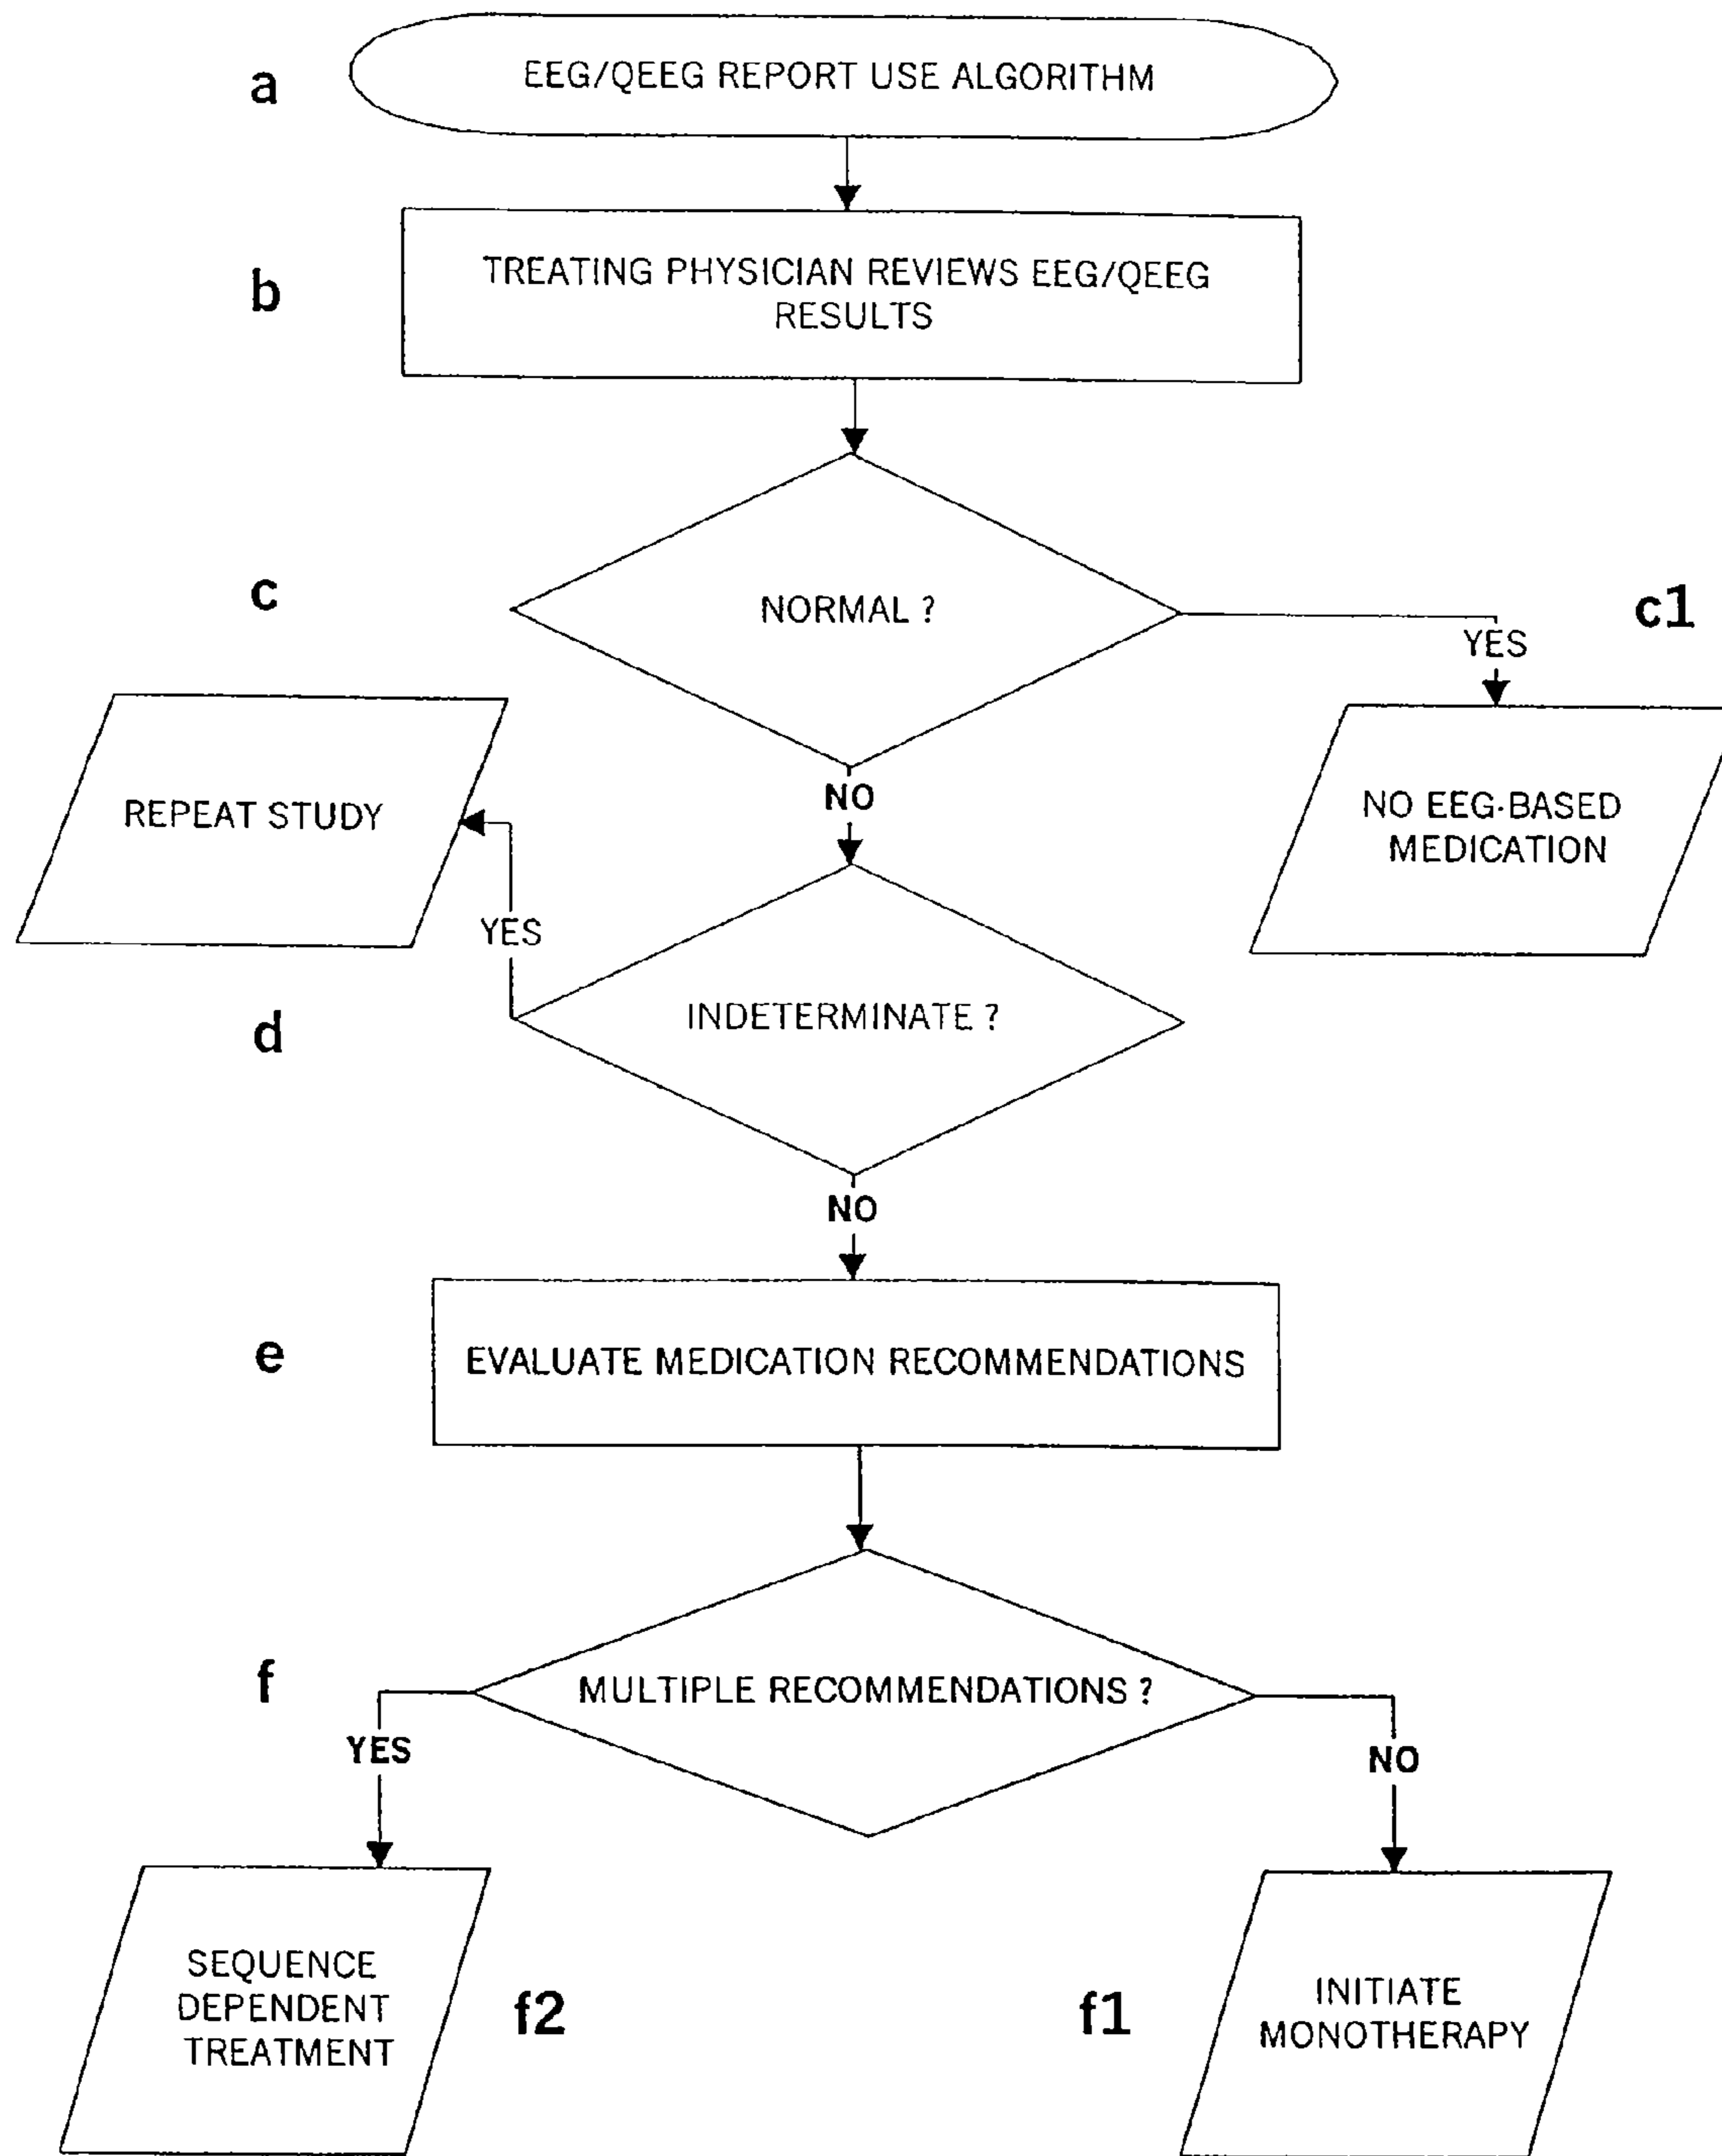 a
EEG/QEEG REPORT USE ALGORITHM
b
TREATING PHYSICIAN REVIEWS EEG/QEEG
RESULTS
c
NORMAL ?
c1
YES
NO
REPEAT STUDY
NO EEG-BASED
MEDICATION
YES
d
INDETERMINATE ?
NO
e
EVALUATE MEDICATION RECOMMENDATIONS
f
MULTIPLE RECOMMENDATIONS ?
YES
NO
SEQUENCE
DEPENDENT
TREATMENT
f2
f1
INITIATE
MONOTHERAPY